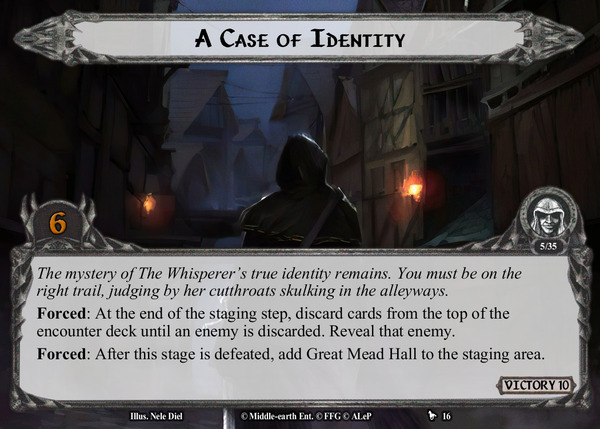 A Case of Identity
6
5/35
The mystery of The Whisperer's true identity remains. You must be on the
right trail, judging by her cutthroats skulking in the alleyways.
Forced: At the end of the staging step, discard cards from the top of the
encounter deck until an enemy is discarded. Reveal that enemy.
Forced: After this stage is defeated, add Great Mead Hall to the staging area.
VICTORY 10
Illus. Nele Diel © Middle-earth Ent. © FFG © ALeP 16